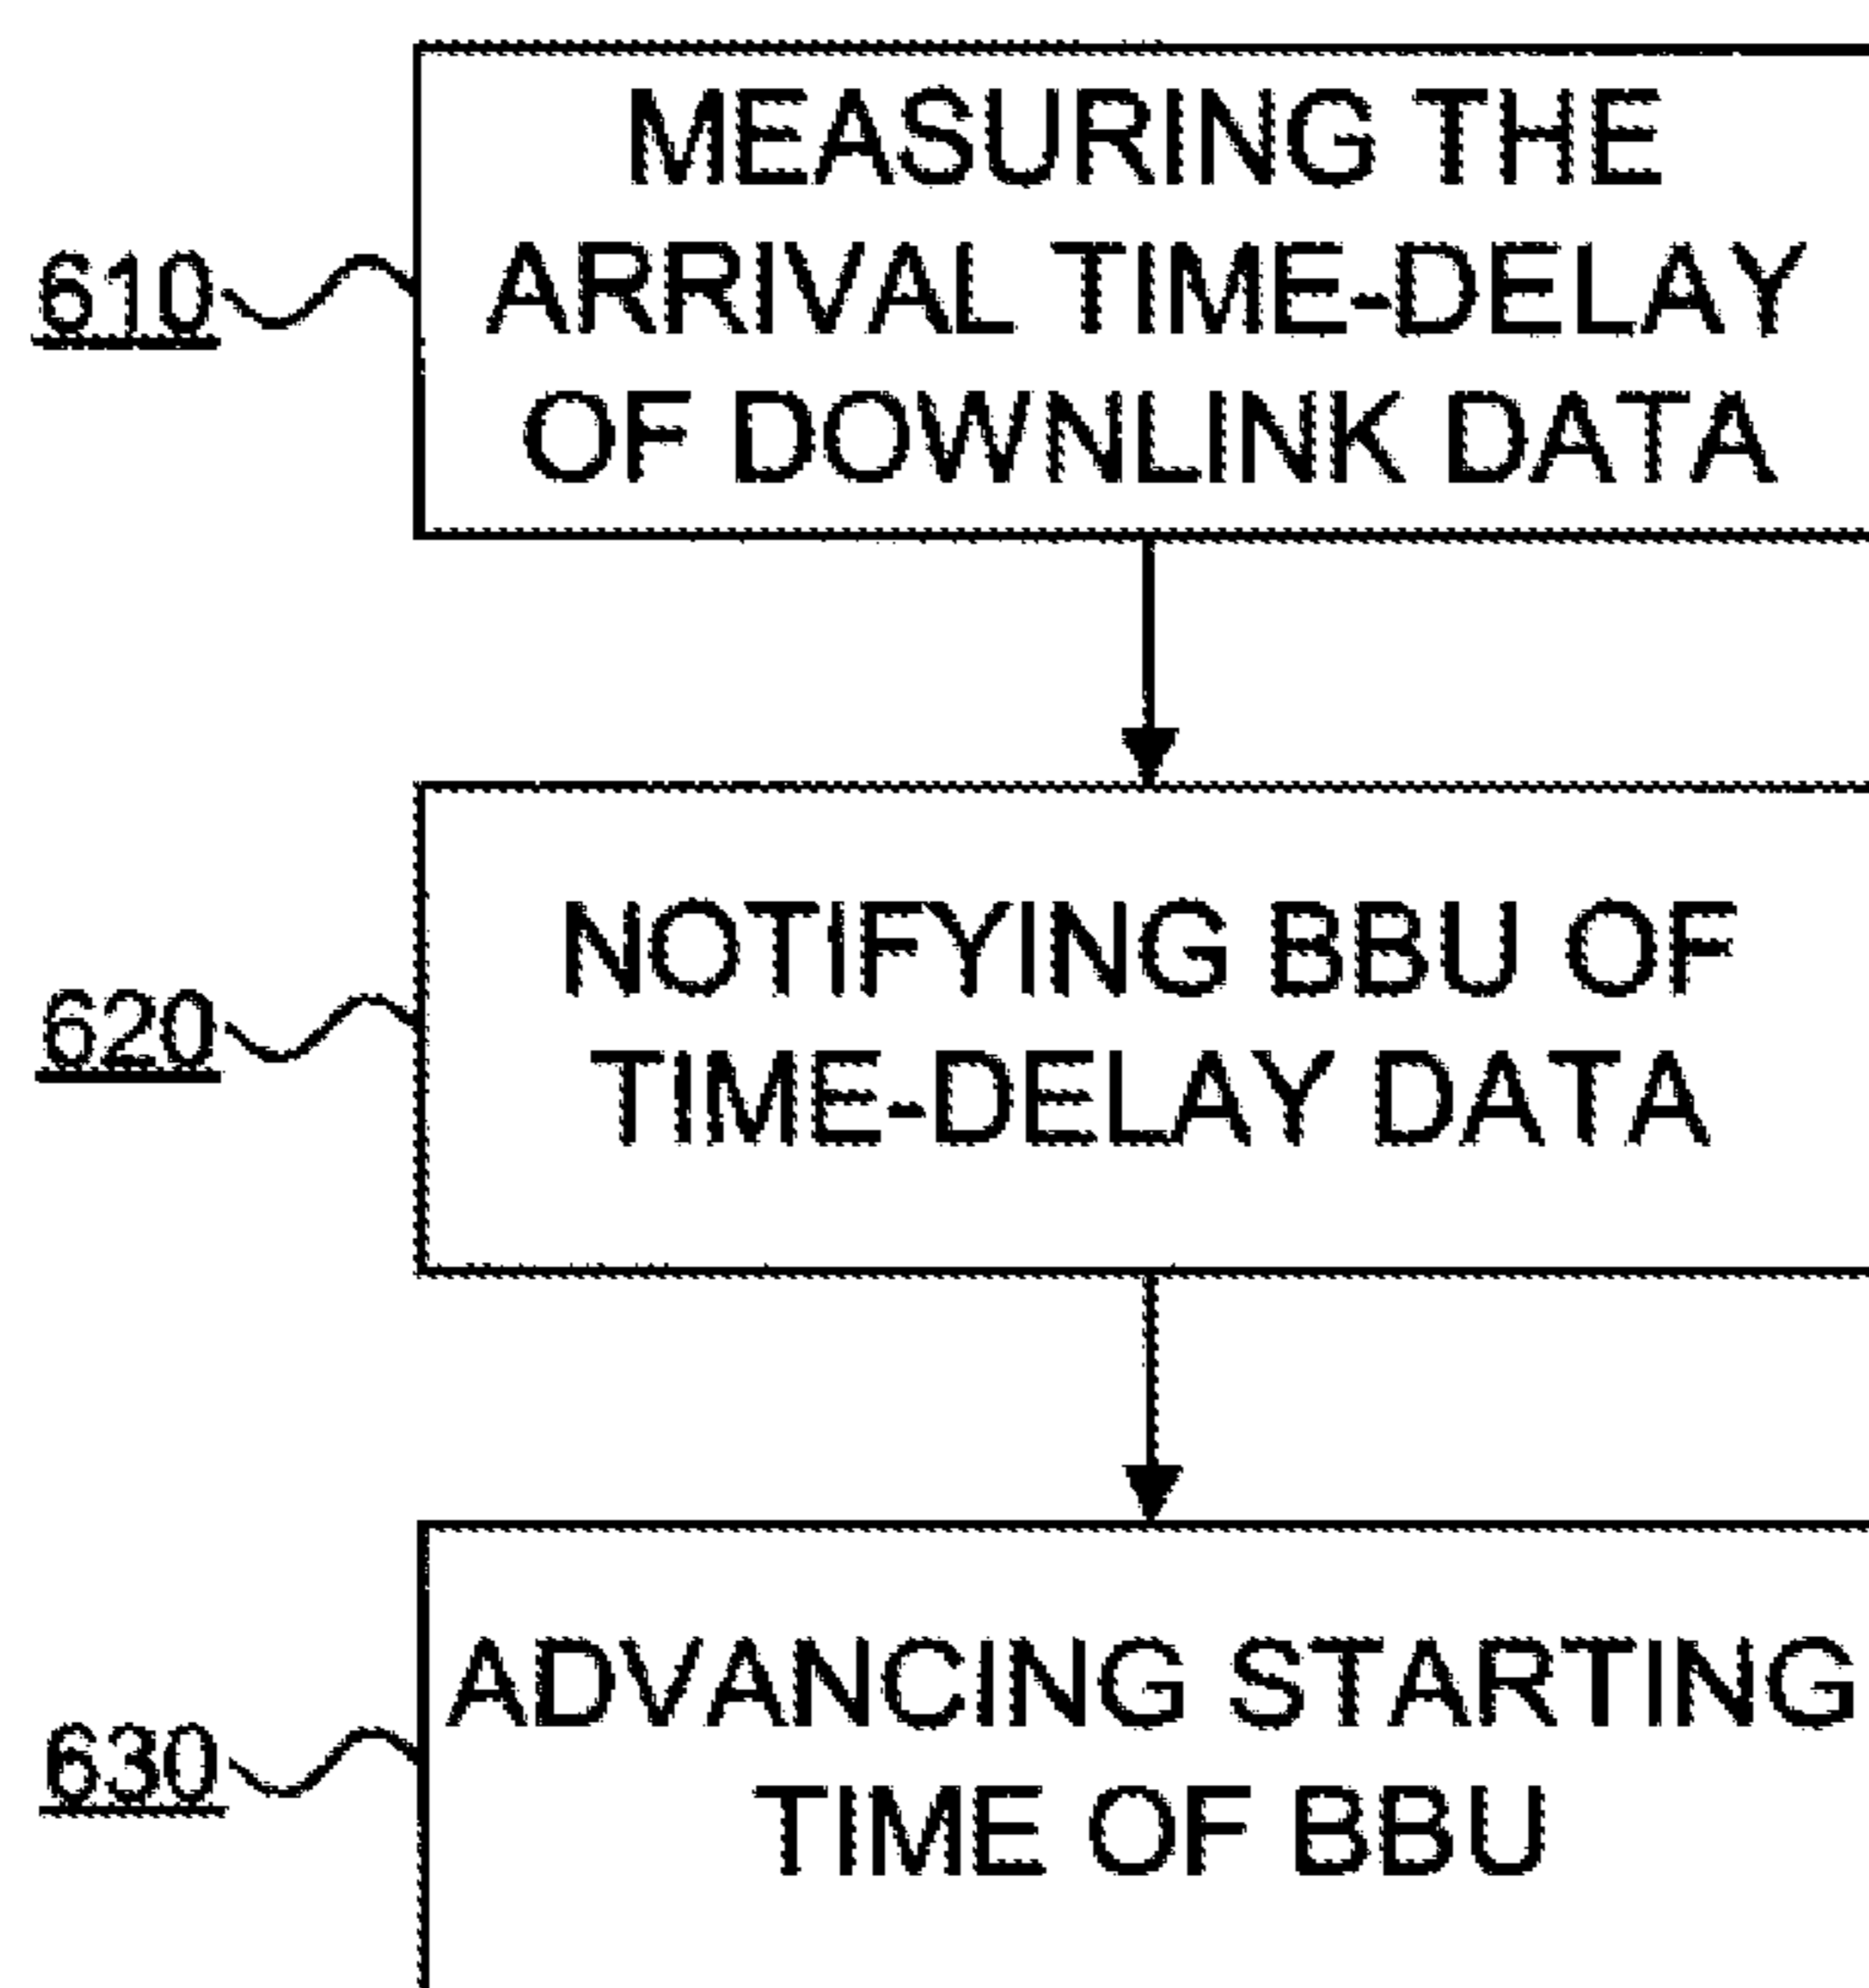 MEASURING THE
610 ARRIVAL TIME-DELAY
OF DOWNLINK DATA
NOTIFYING BBU OF
620 TIME-DELAY DATA
ADVANCING STARTING
630 TIME OF BBU